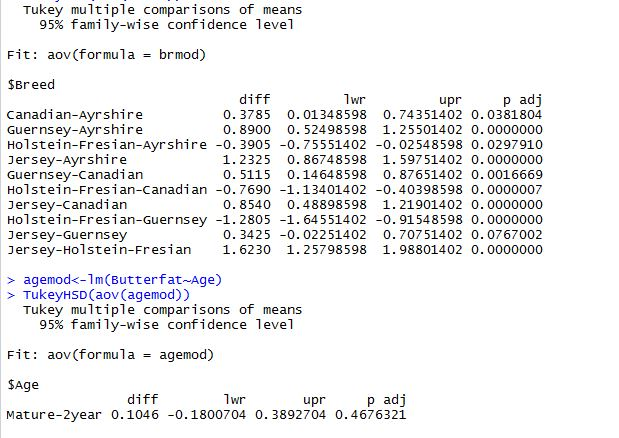 Tukey multiple comparisons of means
95% family-wise confidence level
Fit: aov(formula = brmod)
$Breed
diff lwr upr p adj
Canadian-Ayrshire 0.3785 0.01348598 0.74351402 0.0381804
Guernsey-Ayrshire 0.8900 0.52498598 1.25501402 0.0000000
Holstein-Fresian-Ayrshire -0.3905 -0.75551402 -0.02548598 0.0297910
Jersey-Ayrshire 1.2325 0.86748598 1.59751402 0.0000000
Guernsey-Canadian 0.5115 0.14648598 0.87651402 0.0016669
Holstein-Fresian-Canadian -0.7690 -1.13401402 -0.40398598 0.0000007
Jersey-Canadian 0.8540 0.48898598 1.21901402 0.0000000
Holstein-Fresian-Guernsey -1.2805 -1.64551402 -0.91548598 0.0000000
Jersey-Guernsey 0.3425 -0.02251402 0.70751402 0.0767002
Jersey-Holstein-Fresian 1.6230 1.25798598 1.98801402 0.0000000
> agemod<-lm(Butterfat~Age)
> TukeyHSD(aov(agemod))
Tukey multiple comparisons of means
95% family-wise confidence level
Fit: aov(formula = agemod)
$Age
diff lwr upr p adj
Mature-2year 0.1046 -0.1800704 0.3892704 0.4676321